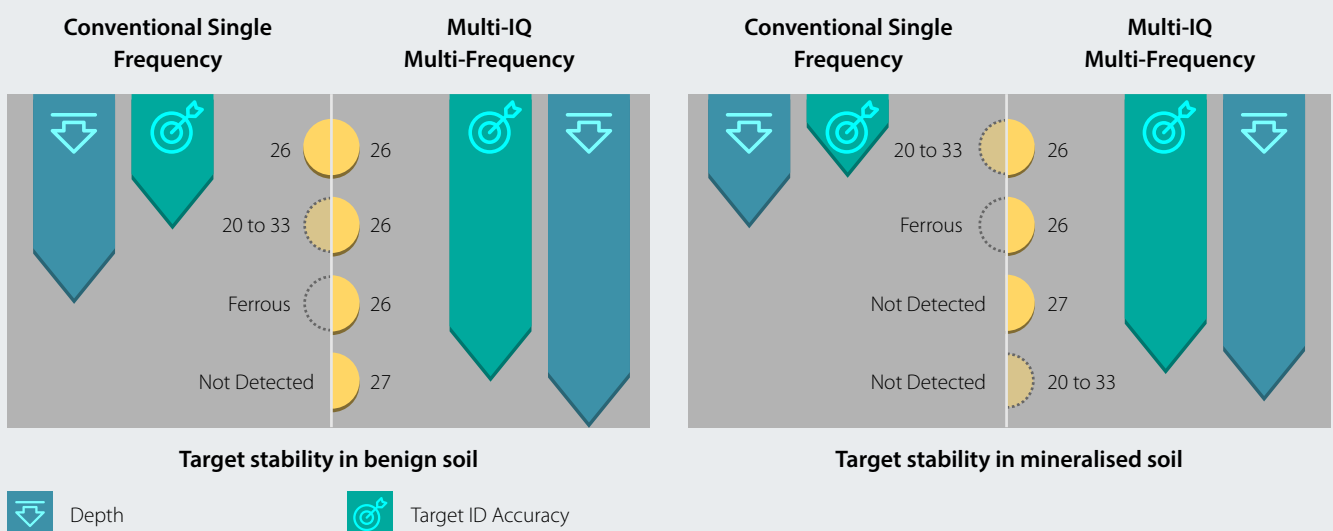 Conventional Single
Frequency
Multi-IQ
Multi-Frequency
26
26
20 to 33
26
Ferrous
26
Not Detected
27
Target stability in benign soil
Conventional Single
Frequency
Multi-IQ
Multi-Frequency
20 to 33
26
Ferrous
26
Not Detected
27
Not Detected
20 to 33
Target stability in mineralised soil
Depth
Target ID Accuracy